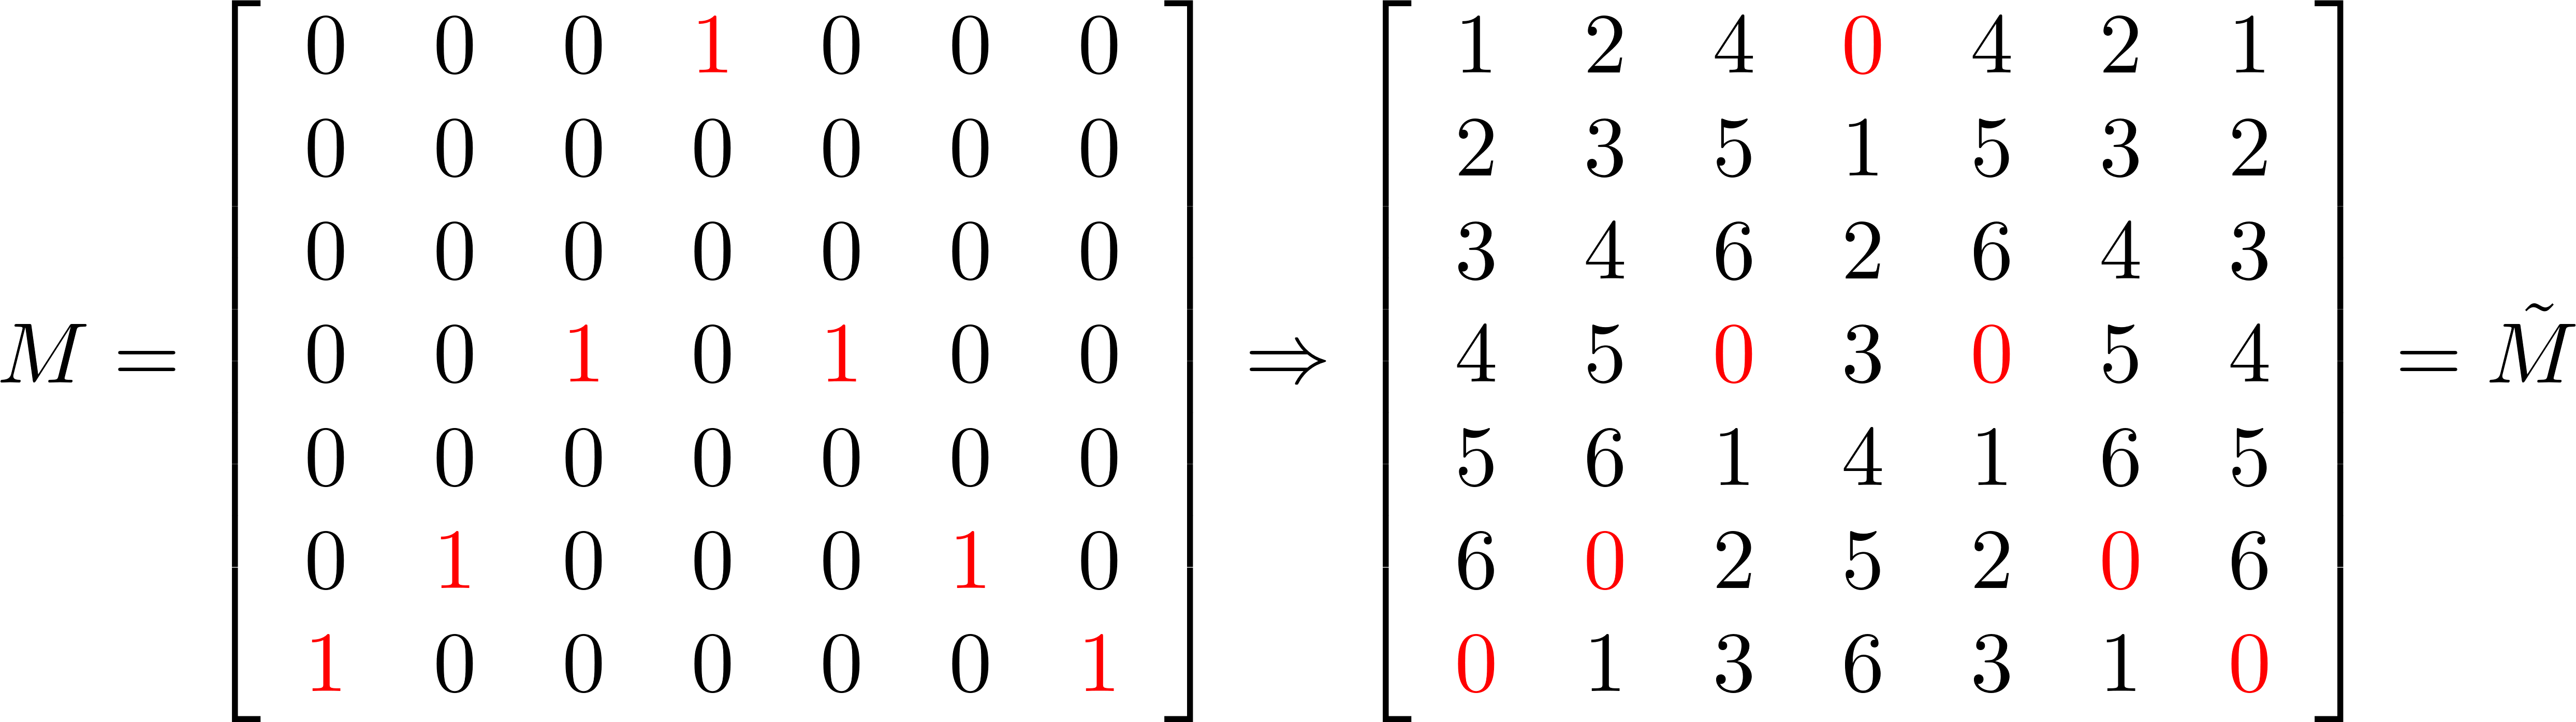 0 0 0 1 0 0 0 1 2 4 0 4 2 1
0 0 0 0 0 0 0 2 3 5 1 5 3 2
0 0 0 0 0 0 0 3 4 6 2 6 4 3
M = 0 0 1 0 1 0 0 ⇒ 4 5 0 3 0 5 4 = M̃
0 0 0 0 0 0 0 5 6 1 4 1 6 5
0 1 0 0 0 1 0 6 0 2 5 2 0 6
1 0 0 0 0 0 1 0 1 3 6 3 1 0